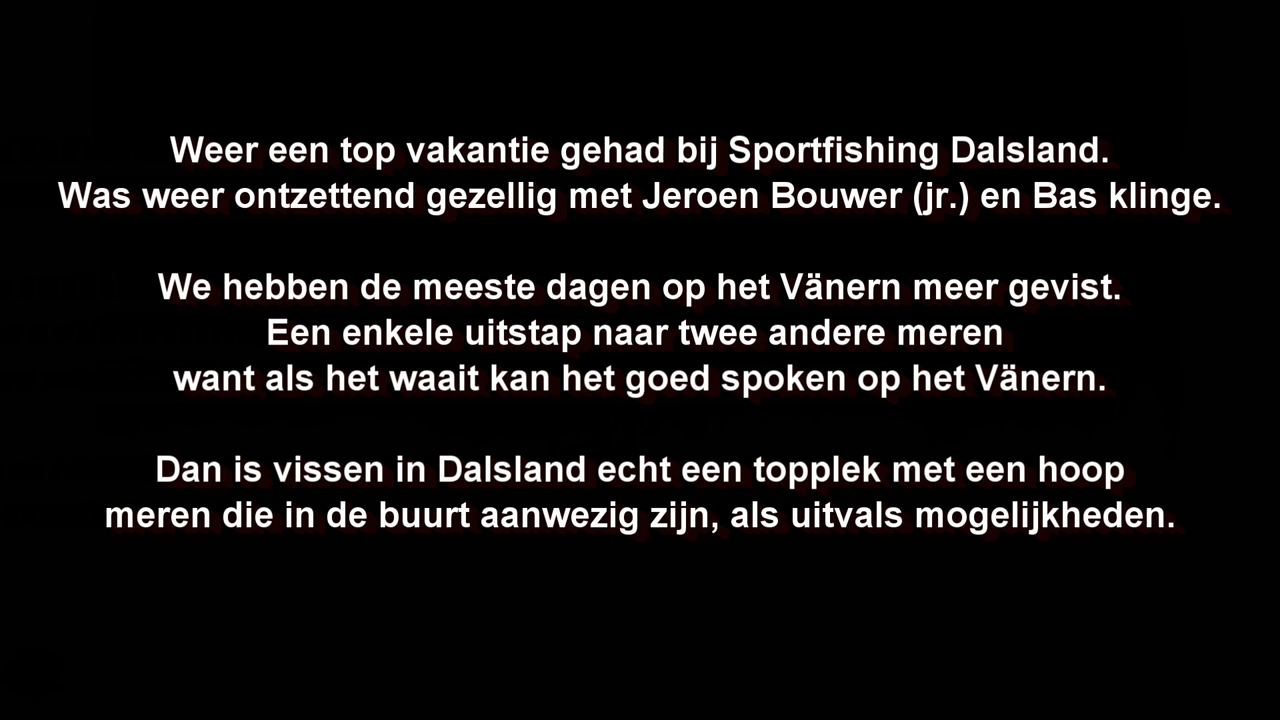 Weer een top vakantie gehad bij Sportfishing Dalsland.
Was weer ontzettend gezellig met Jeroen Bouwer (jr.) en Bas klinge.
We hebben de meeste dagen op het Vänern meer gevist.
Een enkele uitstap naar twee andere meren
want als het waait kan het goed spoken op het Vänern.
Dan is vissen in Dalsland echt een topplek met een hoop
meren die in de buurt aanwezig zijn, als uitvals mogelijkheden.